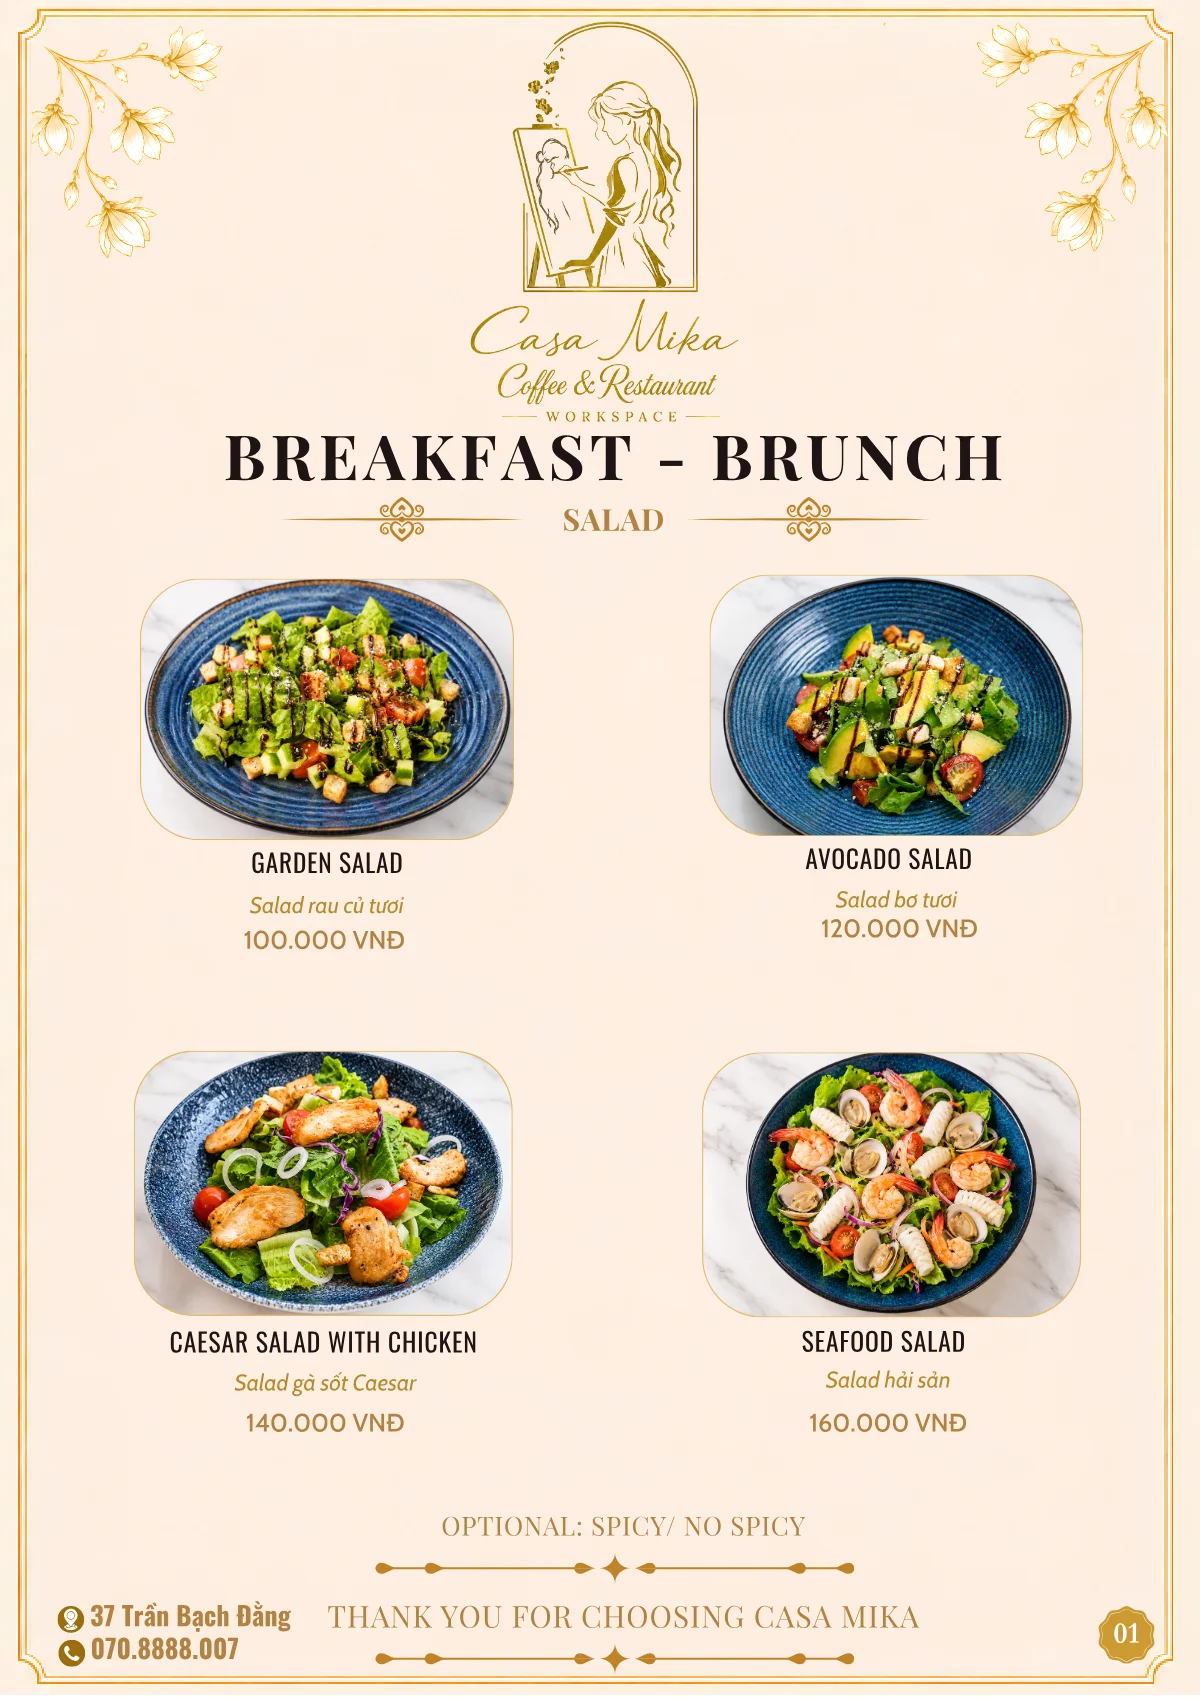 Casa Mika
Coffee & Restaurant
WORKSPACE
BREAKFAST - BRUNCH
SALAD
GARDEN SALAD
Salad rau củ tươi
100.000 VNĐ
AVOCADO SALAD
Salad bơ tươi
120.000 VNĐ
CAESAR SALAD WITH CHICKEN
Salad gà sốt Caesar
140.000 VNĐ
SEAFOOD SALAD
Salad hải sản
160.000 VNĐ
OPTIONAL: SPICY/ NO SPICY
37 Trần Bạch Đằng
070.8888.007
THANK YOU FOR CHOOSING CASA MIKA
01